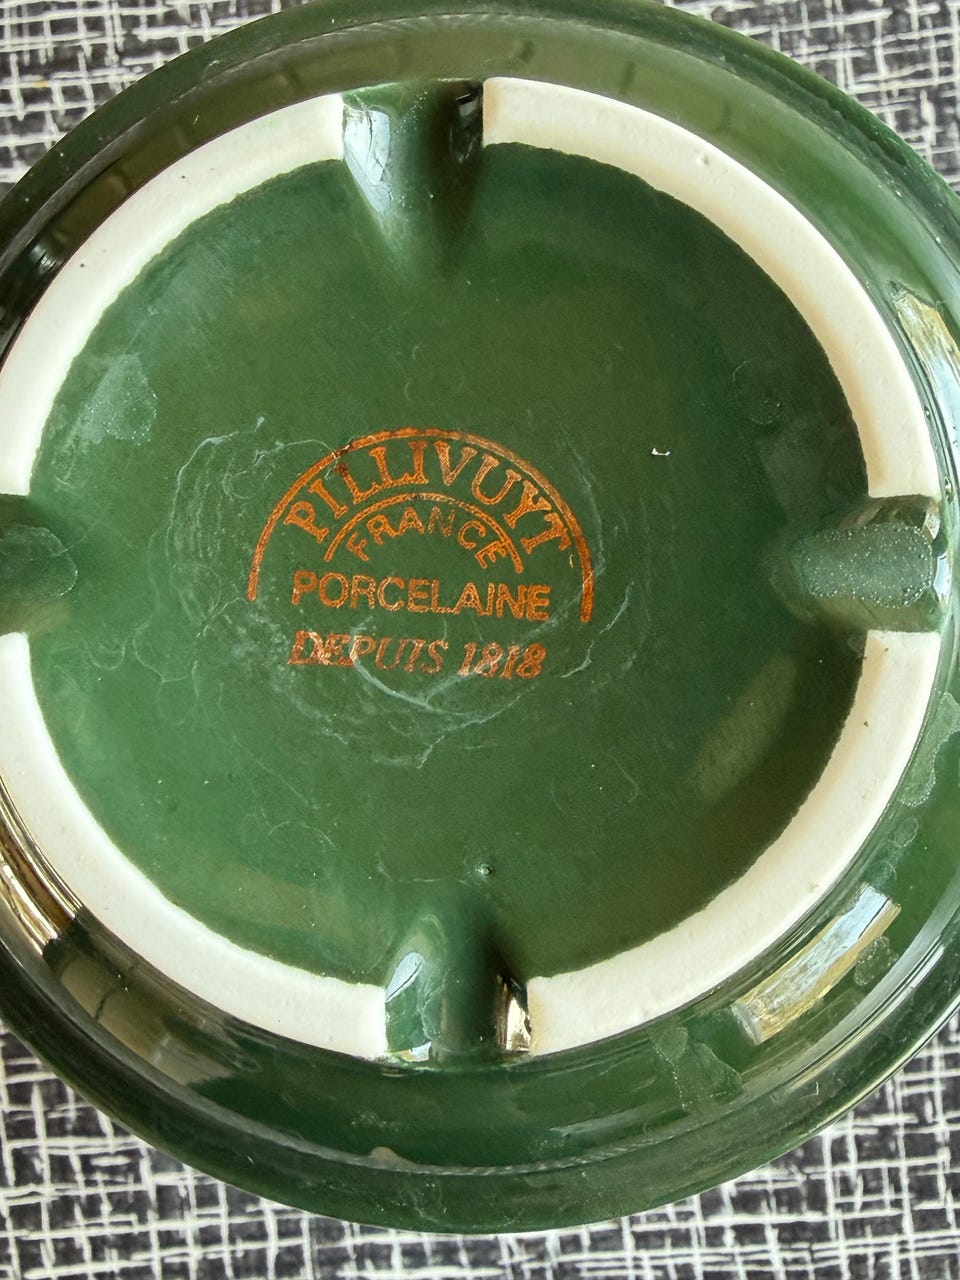 PILLIVUYT
FRANCE
PORCELAINE
DEPUIS 1818